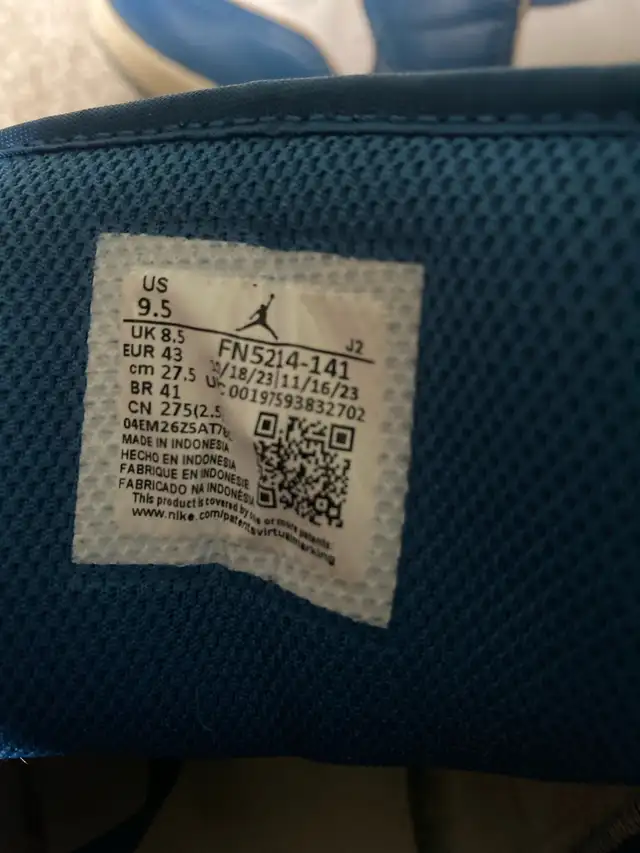 US
9.5
J2
UK 8.5
FN5214-141
EUR 43
/18/23 11/16/23
cm 27.5
00197593832702
BR 41
CN 275(2.5
MADE IN INDONESIA
HECHO EN INDONESIA
FABRIQUE EN INDONESIE
FABRICADO NA INDONESIA
This product is covered by one or more patents:
www.nike.com/patentsvirtualmarking